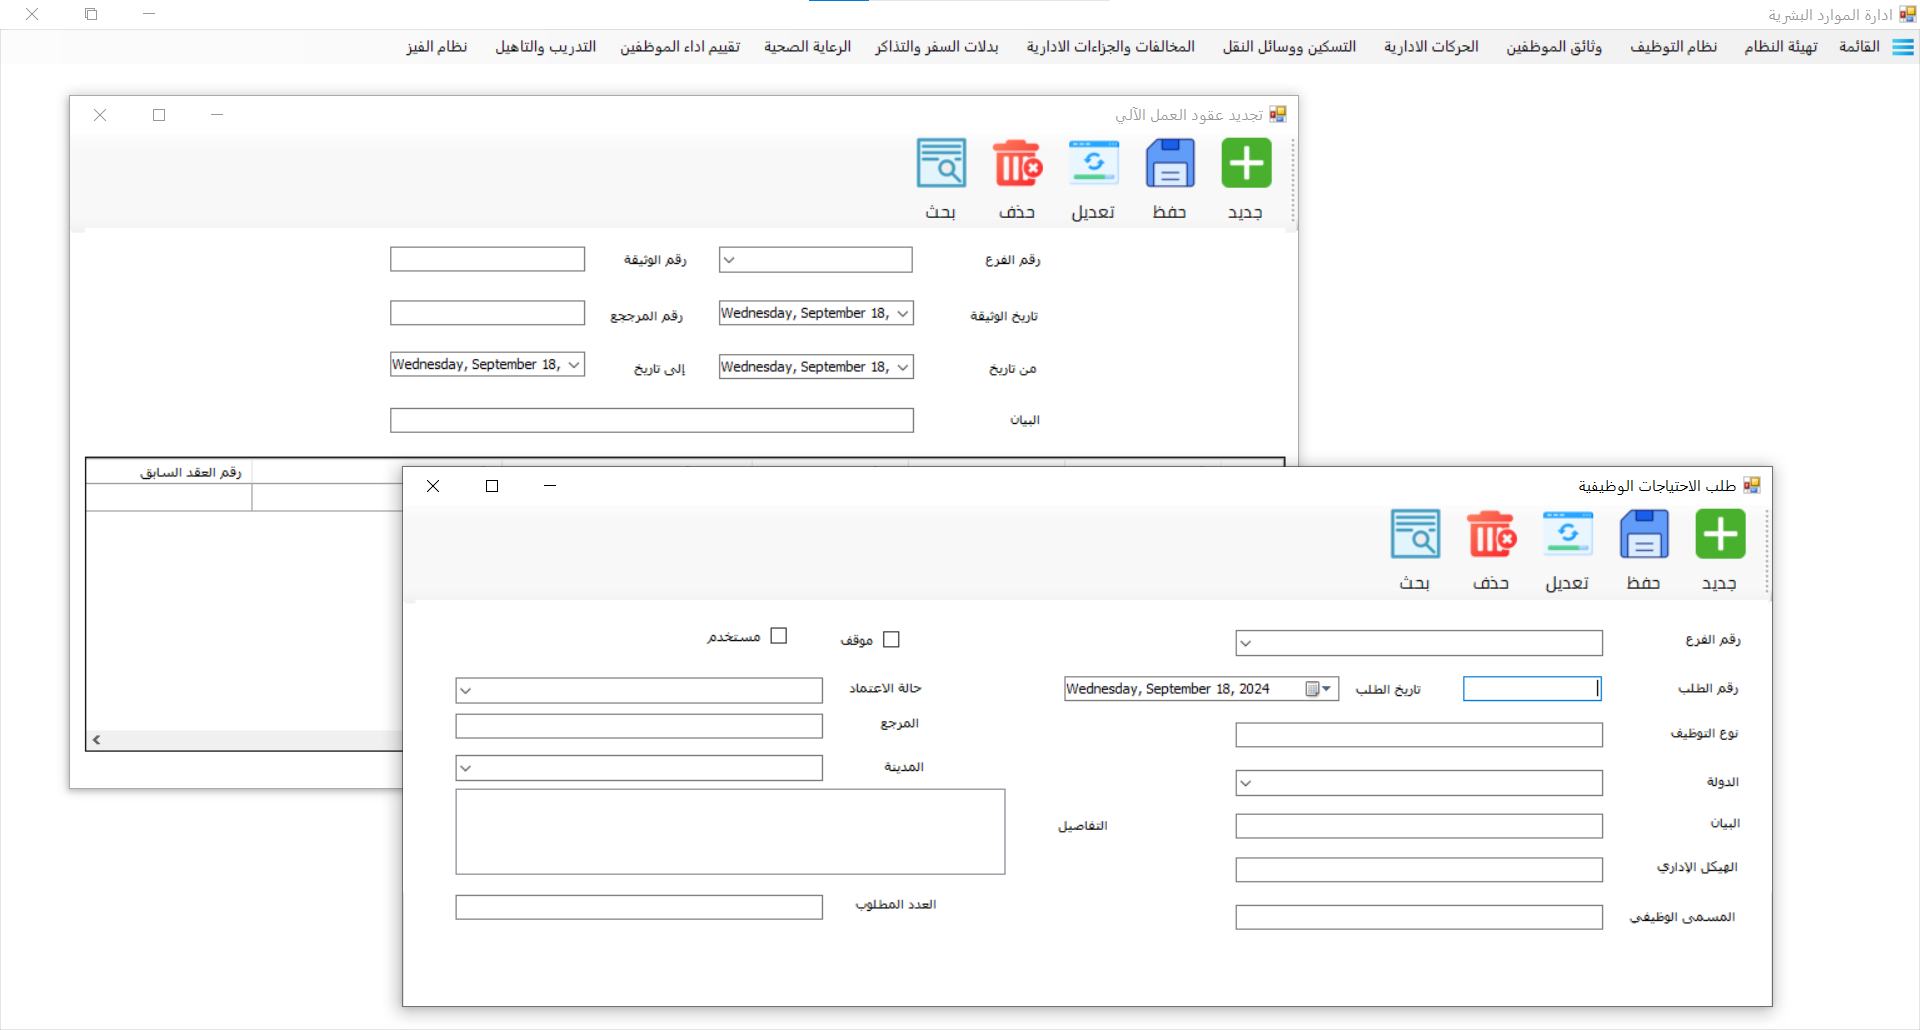 ادارة الموارد البشرية
القائمة تهيئة النظام نظام التوظيف وثائق الموظفين الحركات الادارية التسكين ووسائل النقل المخالفات والجزاءات الادارية بدلات السفر والتذاكر الرعاية الصحية تقييم اداء الموظفين التدريب والتاهيل نظام الفيز
تجديد عقود العمل الآلي
جديد حفظ تعديل حذف بحث
رقم الفرع رقم الوثيقة
تاريخ الوثيقة Wednesday, September 18, رقم المرججع
من تاريخ Wednesday, September 18, إلى تاريخ Wednesday, September 18,
البيان
رقم العقد السابق
طلب الاحتياجات الوظيفية
جديد حفظ تعديل حذف بحث
رقم الفرع موقف مستخدم
رقم الطلب تاريخ الطلب Wednesday, September 18, 2024 حالة الاعتماد
نوع التوظيف المرجع
الدولة المدينة
البيان التفاصيل
الهيكل الإداري
المسمى الوظيفي العدد المطلوب